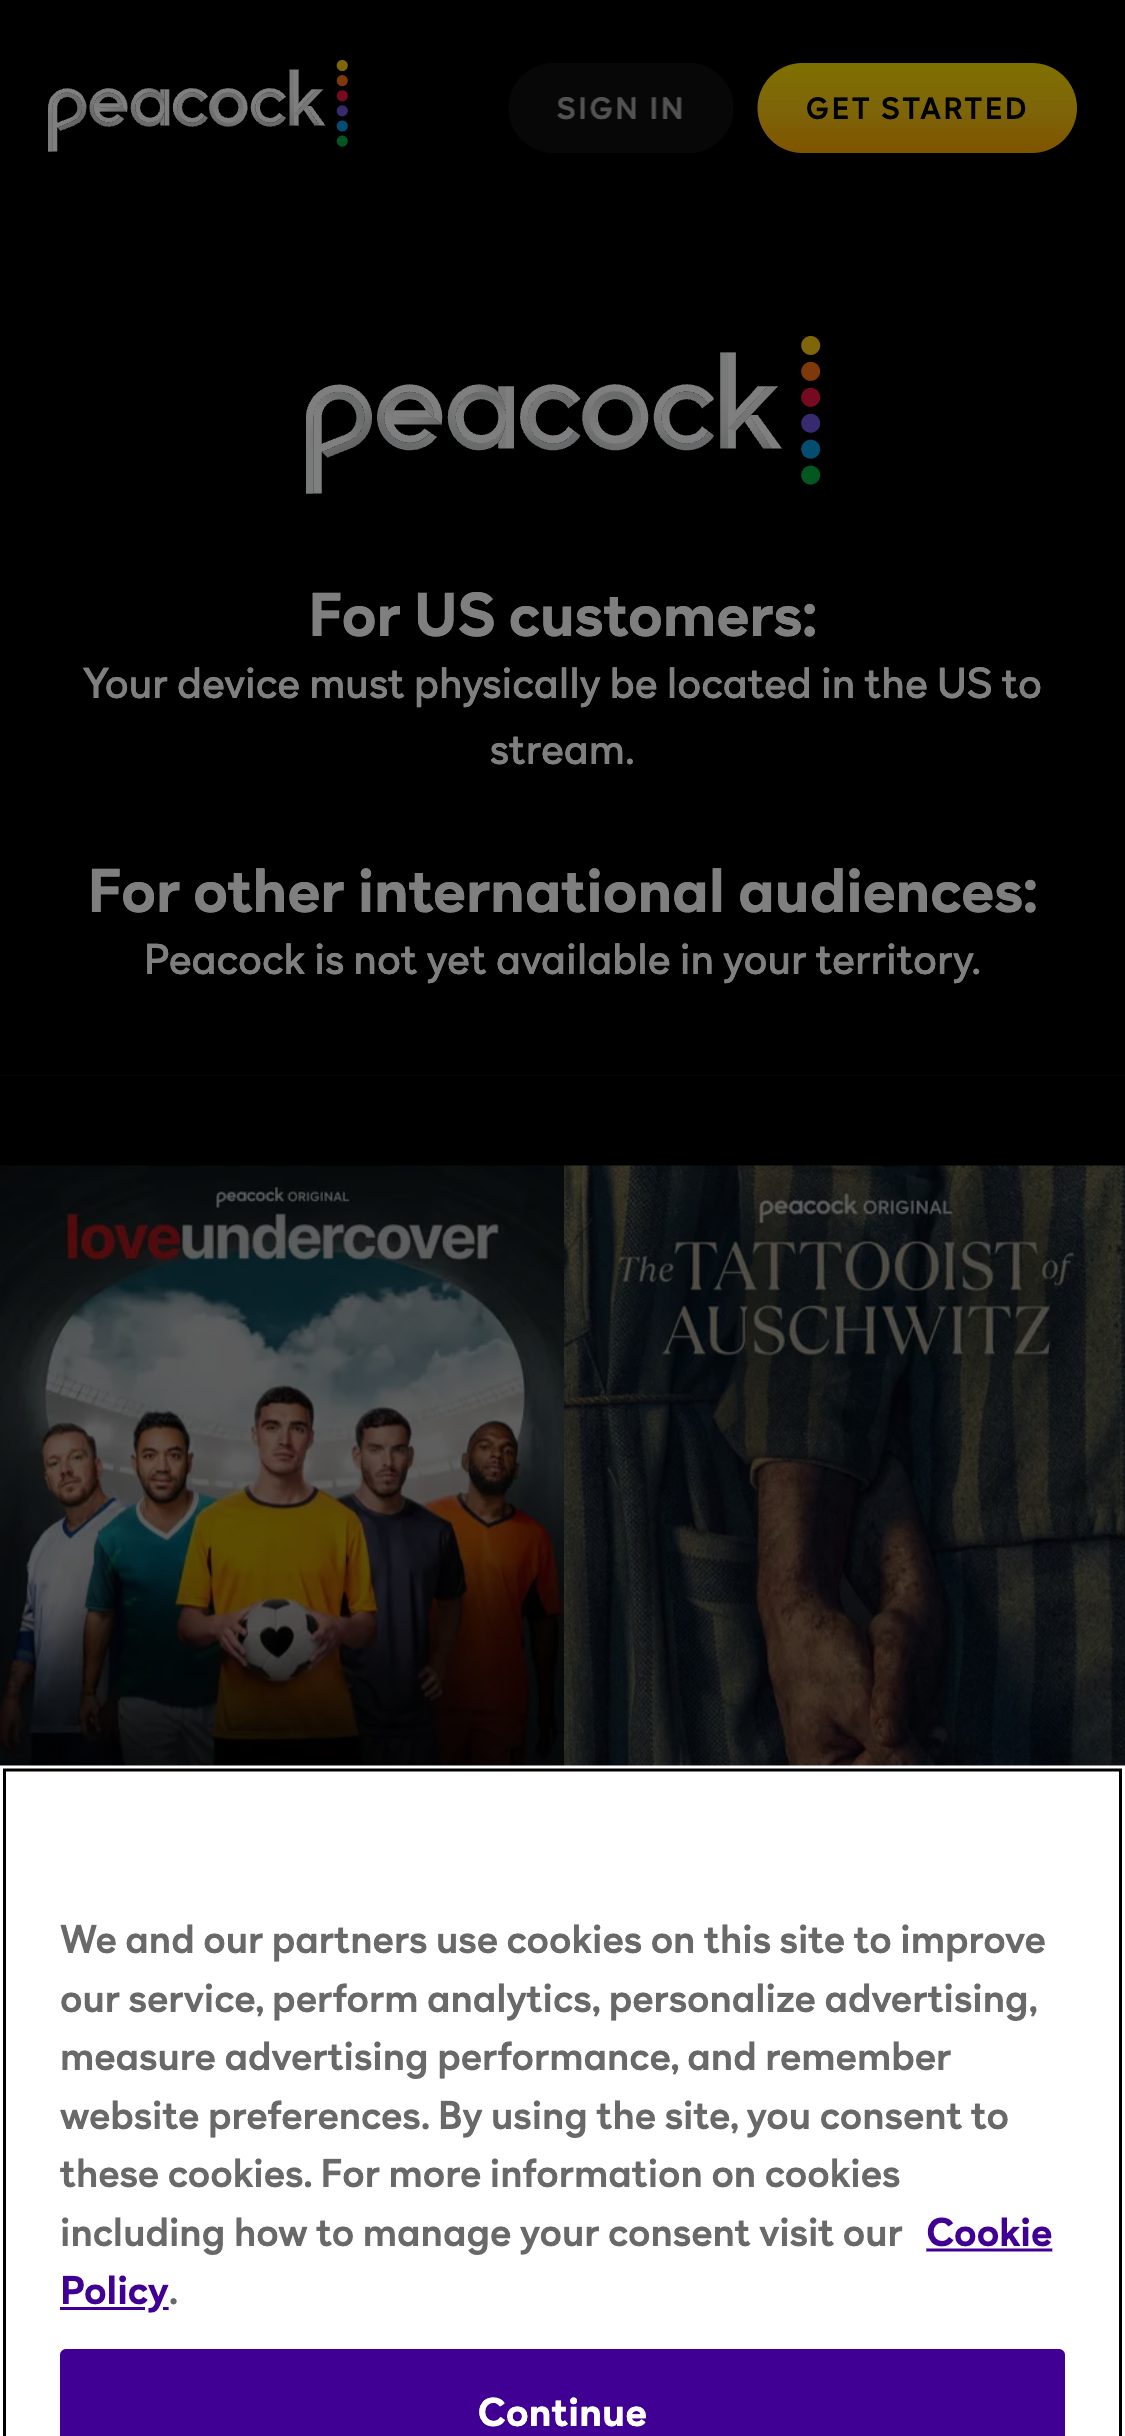 peacock
SIGN IN
GET STARTED
peacock
For US customers:
Your device must physically be located in the US to
stream.
For other international audiences:
Peacock is not yet available in your territory.
peacock ORIGINAL
loveundercover
peacock ORIGINAL
The TATTOOIST of
AUSCHWITZ
We and our partners use cookies on this site to improve
our service, perform analytics, personalize advertising,
measure advertising performance, and remember
website preferences. By using the site, you consent to
these cookies. For more information on cookies
including how to manage your consent visit our Cookie
Policy.
Continue